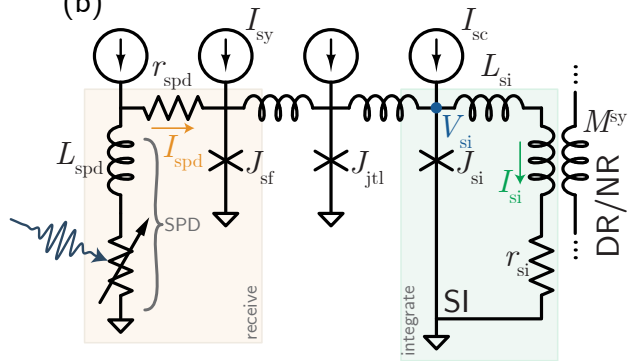 (b)
I_sy
I_sc
r_spd
L_si
I_spd
V_si
M^sy
L_spd
J_sf
J_jtl
J_si
I_si
SPD
DR/NR
r_si
receive
integrate
SI